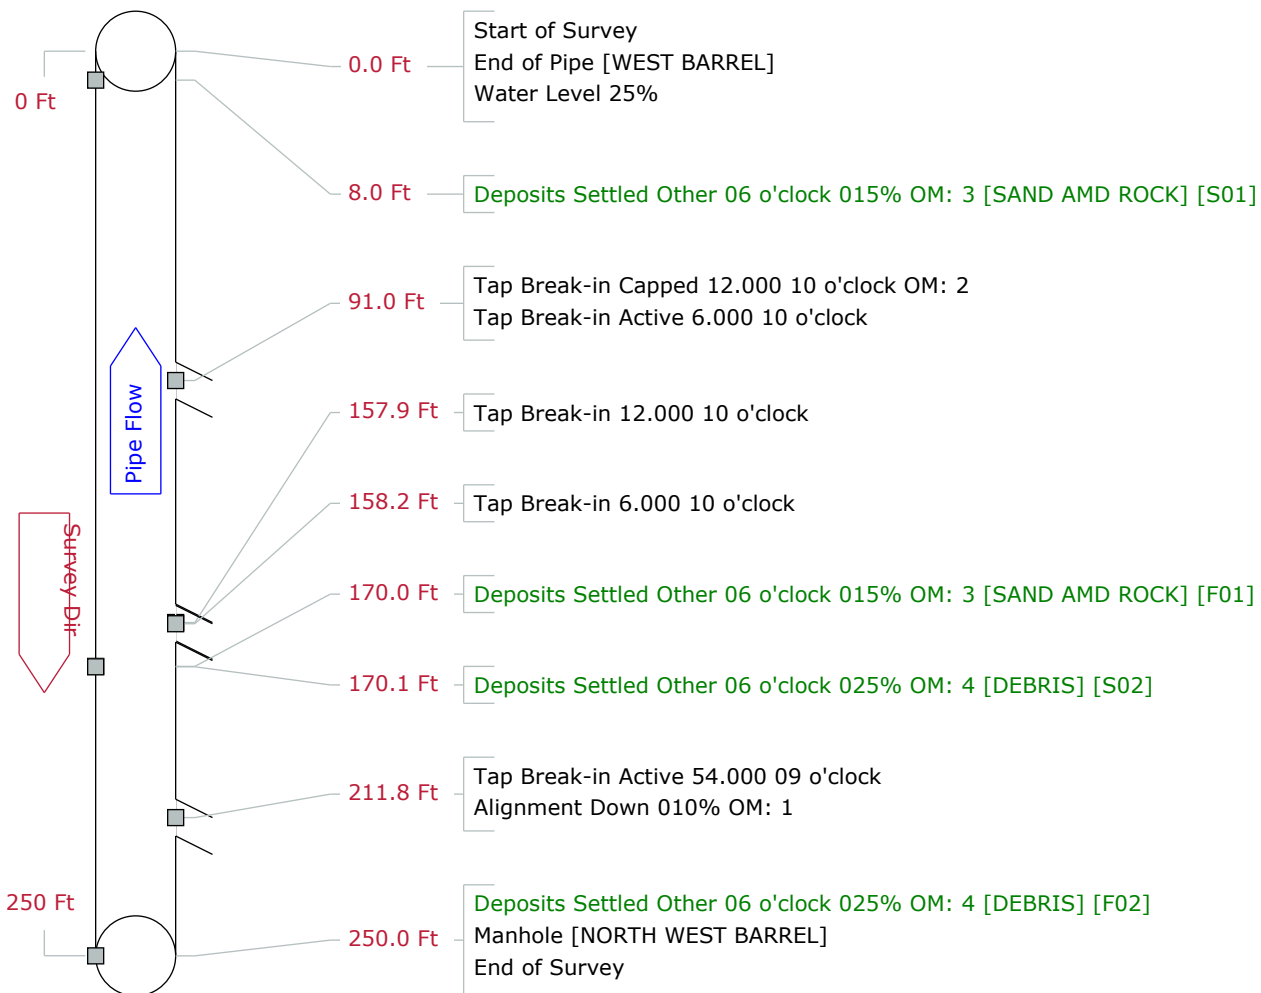 0 Ft
0.0 Ft
Start of Survey
End of Pipe [WEST BARREL]
Water Level 25%
8.0 Ft
Deposits Settled Other 06 o'clock 015% OM: 3 [SAND AMD ROCK] [S01]
91.0 Ft
Tap Break-in Capped 12.000 10 o'clock OM: 2
Tap Break-in Active 6.000 10 o'clock
Pipe Flow
157.9 Ft
Tap Break-in 12.000 10 o'clock
158.2 Ft
Tap Break-in 6.000 10 o'clock
Survey Dir
170.0 Ft
Deposits Settled Other 06 o'clock 015% OM: 3 [SAND AMD ROCK] [F01]
170.1 Ft
Deposits Settled Other 06 o'clock 025% OM: 4 [DEBRIS] [S02]
211.8 Ft
Tap Break-in Active 54.000 09 o'clock
Alignment Down 010% OM: 1
250 Ft
250.0 Ft
Deposits Settled Other 06 o'clock 025% OM: 4 [DEBRIS] [F02]
Manhole [NORTH WEST BARREL]
End of Survey